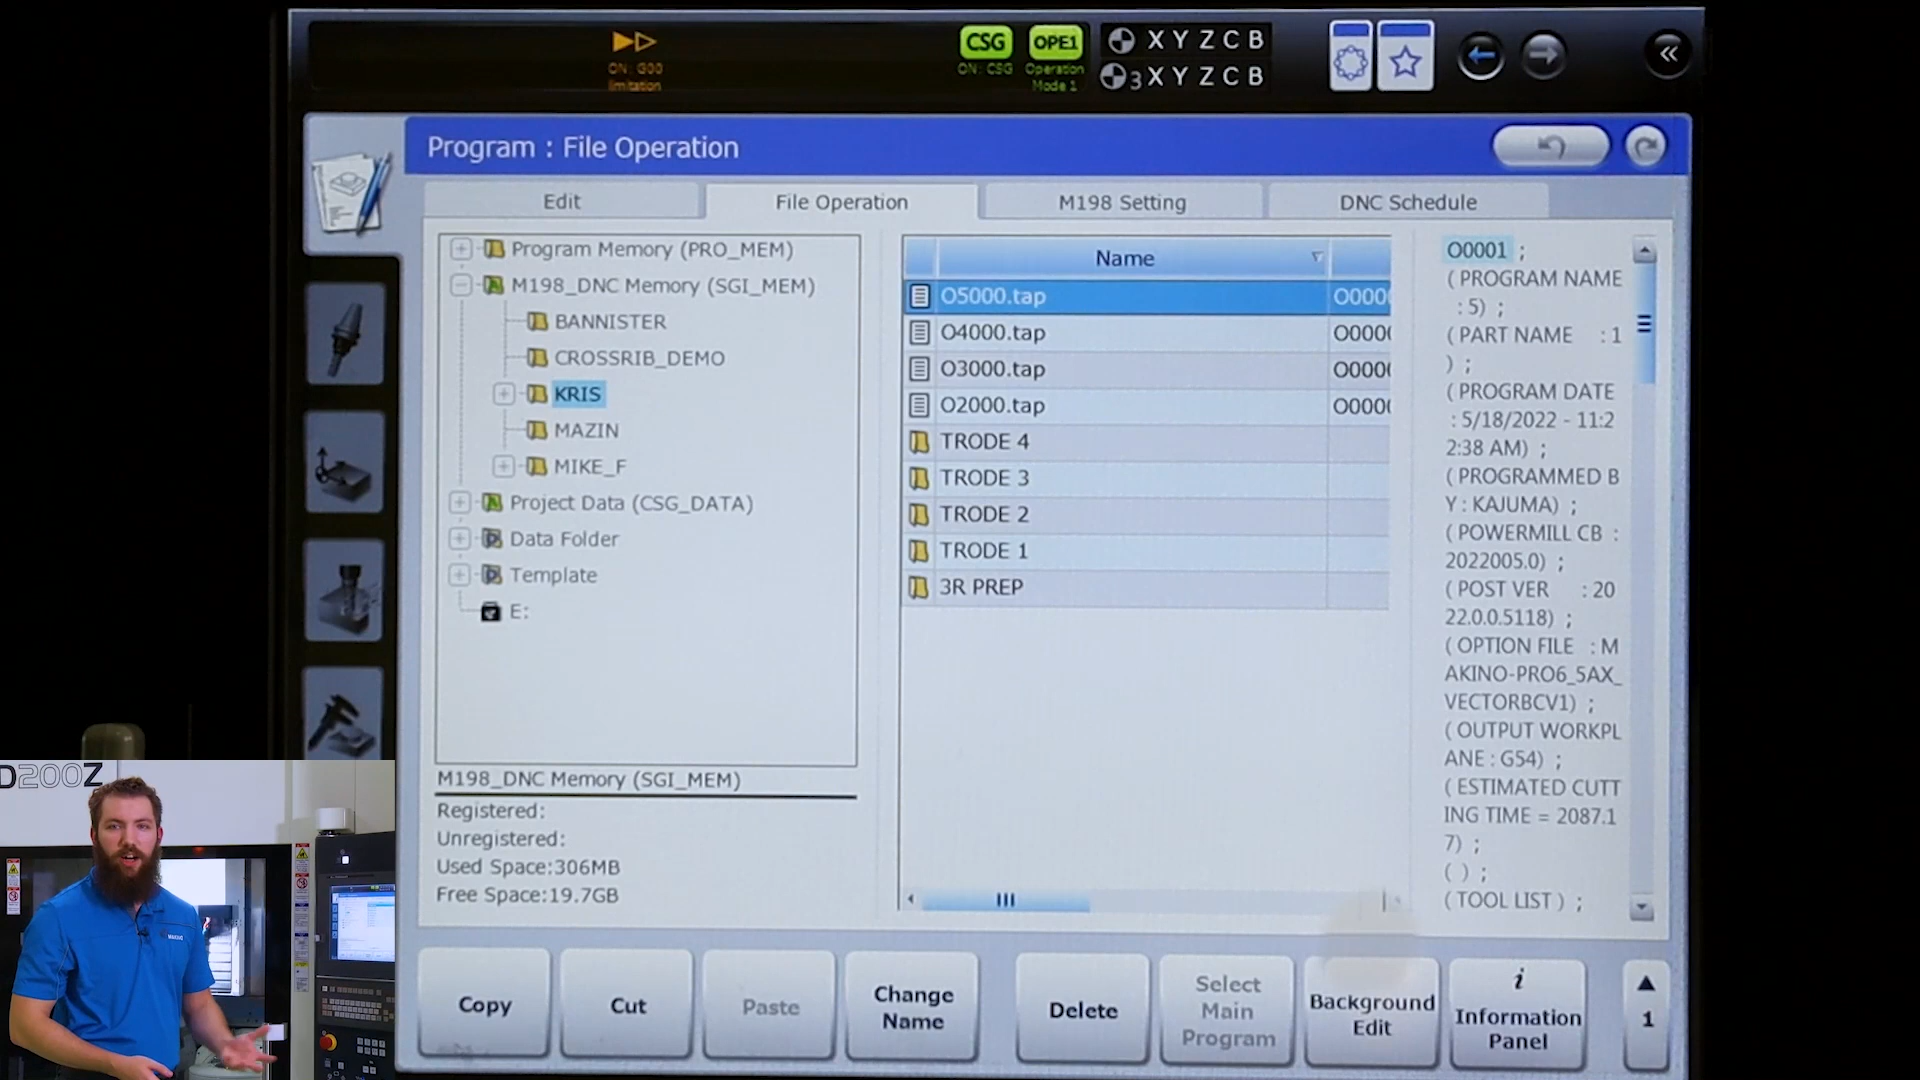 ON: G00
limitation
CSG
ON: CSG
OPE1
Operation
Mode 1
X Y Z C B
3 X Y Z C B
Program : File Operation
Edit
File Operation
M198 Setting
DNC Schedule
Program Memory (PRO_MEM)
M198_DNC Memory (SGI_MEM)
BANNISTER
CROSSRIB_DEMO
KRIS
MAZIN
MIKE_F
Project Data (CSG_DATA)
Data Folder
Template
E:
M198_DNC Memory (SGI_MEM)
Registered:
Unregistered:
Used Space:306MB
Free Space:19.7GB
Name
O5000.tap
O4000.tap
O3000.tap
O2000.tap
TRODE 4
TRODE 3
TRODE 2
TRODE 1
3R PREP
O0001 ;
( PROGRAM NAME
: 5) ;
( PART NAME : 1
) ;
( PROGRAM DATE
: 5/18/2022 - 11:2
2:38 AM) ;
( PROGRAMMED B
Y : KAJUMA) ;
( POWERMILL CB :
2022005.0) ;
( POST VER : 20
22.0.0.5118) ;
( OPTION FILE : M
AKINO-PRO6_5AX_
VECTORBCV1) ;
( OUTPUT WORKPL
ANE : G54) ;
( ESTIMATED CUTT
ING TIME = 2087.1
7) ;
( ) ;
( TOOL LIST ) ;
Copy
Cut
Paste
Change
Name
Delete
Select
Main
Program
Background
Edit
i
Information
Panel
1
D200Z